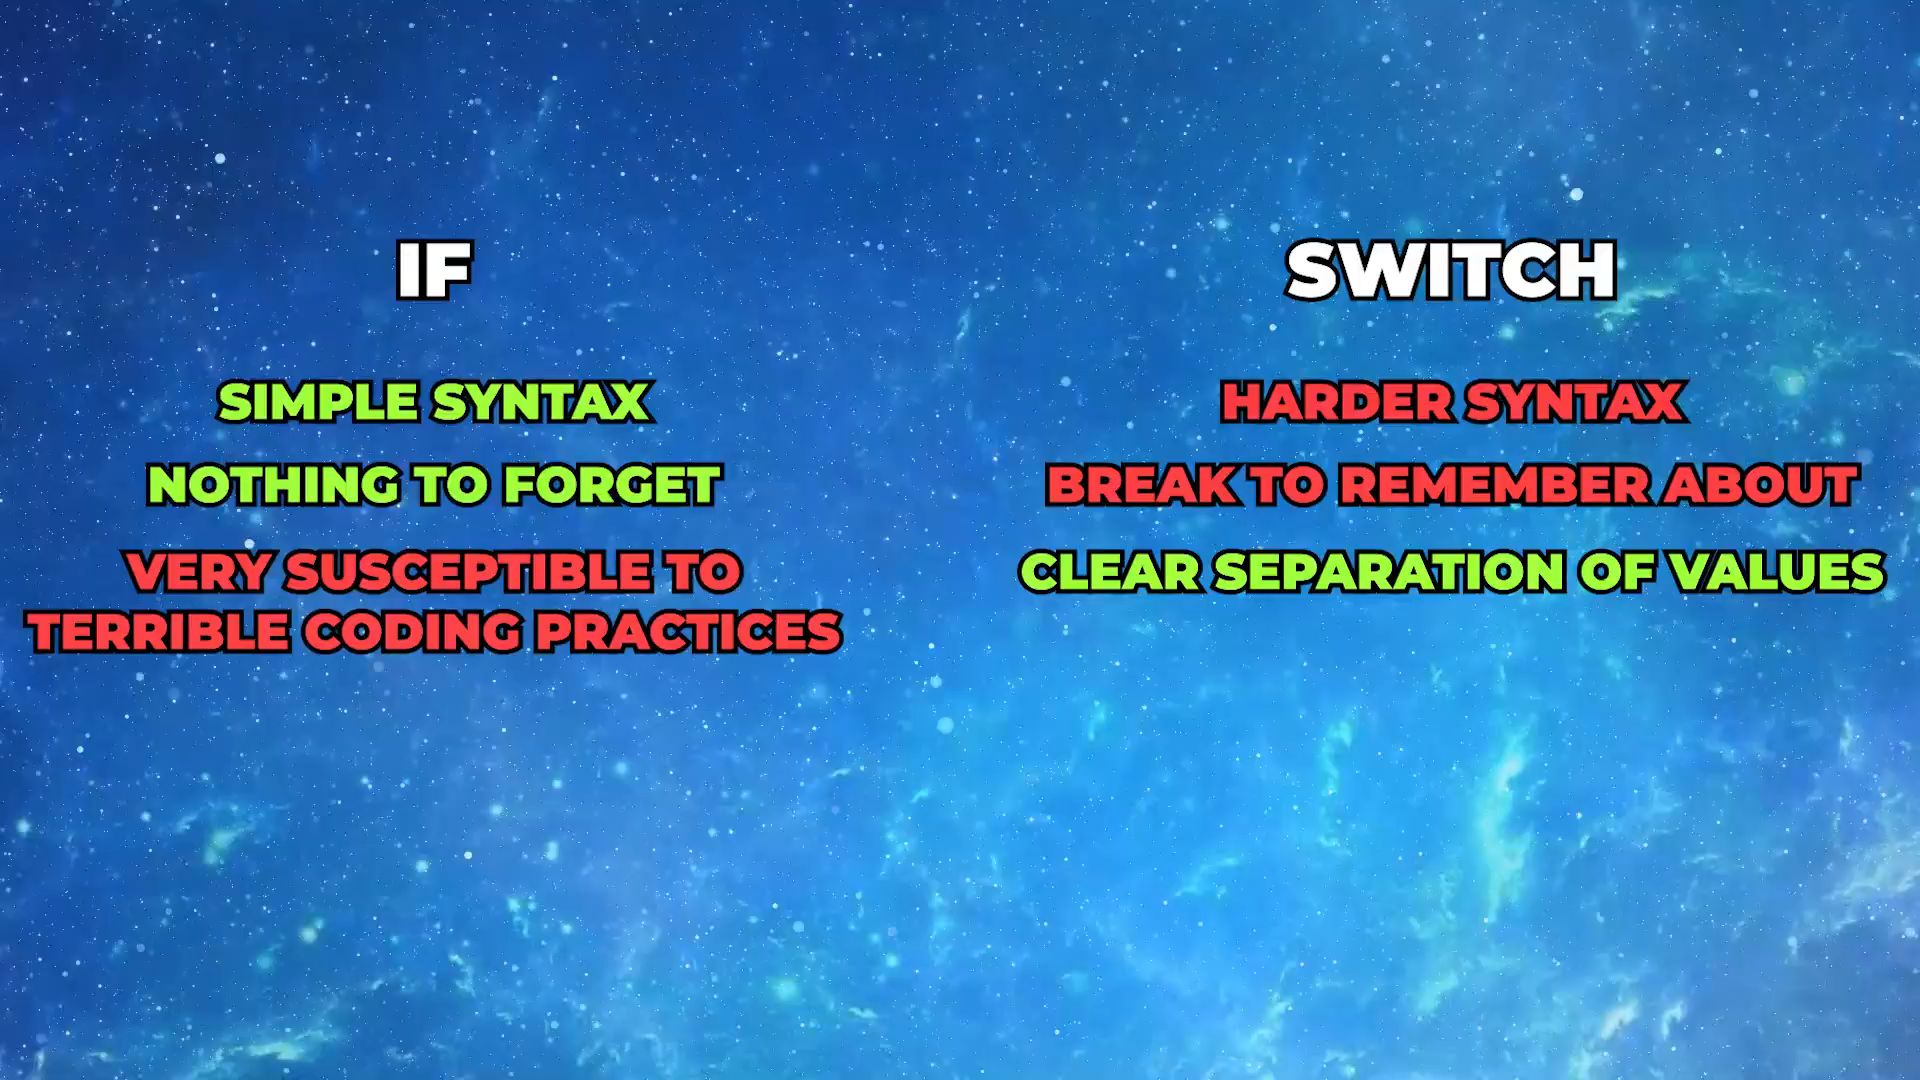 IF
SIMPLE SYNTAX
NOTHING TO FORGET
VERY SUSCEPTIBLE TO
TERRIBLE CODING PRACTICES
SWITCH
HARDER SYNTAX
BREAK TO REMEMBER ABOUT
CLEAR SEPARATION OF VALUES